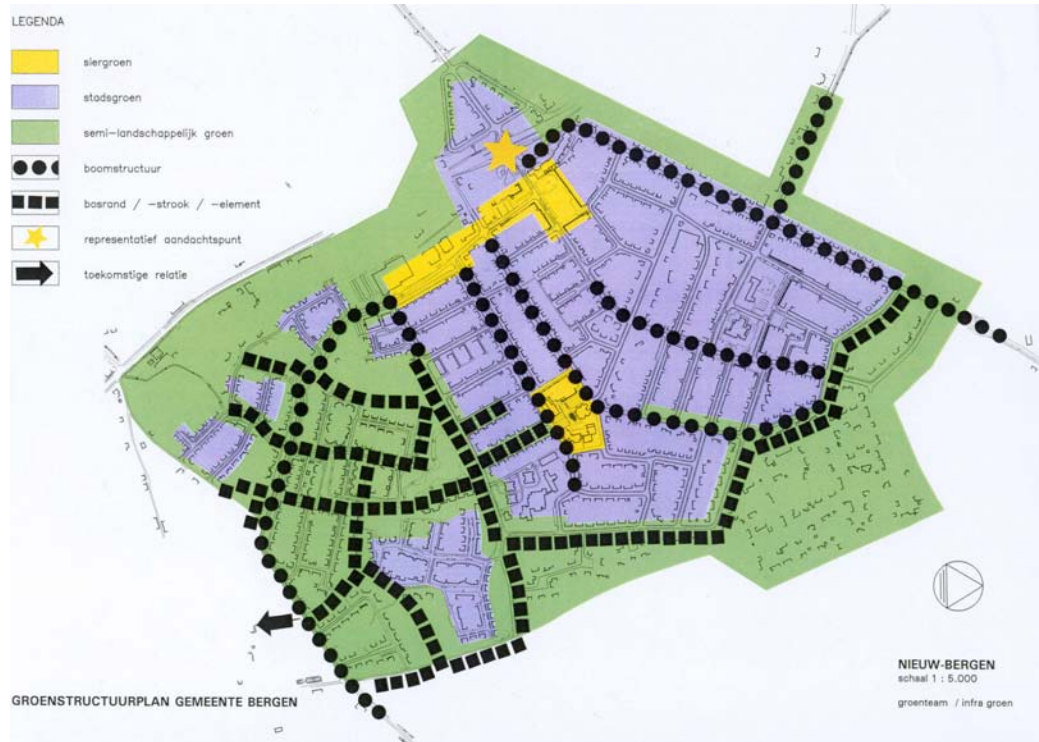 LEGENDA
siergroen
stadsgroen
semi-landschappelijk groen
boomstructuur
bosrand / -strook / -element
representatief aandachtspunt
toekomstige relatie
GROENSTRUCTUURPLAN GEMEENTE BERGEN
NIEUW-BERGEN
schaal 1 : 5.000
groenteam / infra groen